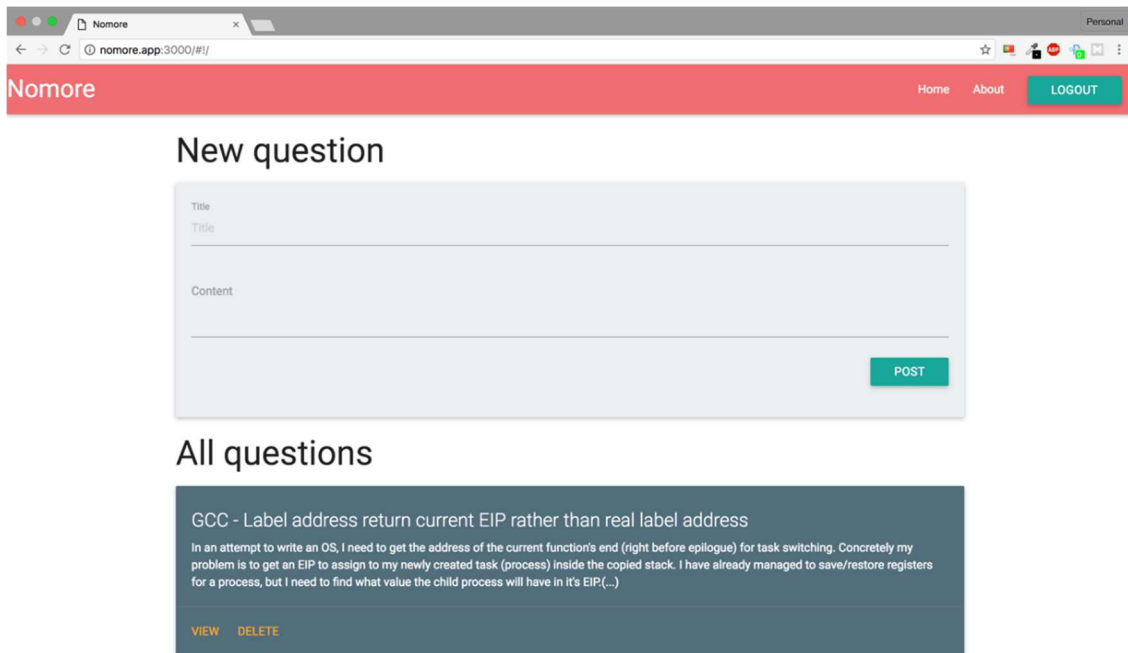 Nomore
Personal
nomore.app:3000/#!/
ABP
Nomore
Home About LOGOUT
New question
Title
Title
Content
POST
All questions
GCC - Label address return current EIP rather than real label address
In an attempt to write an OS, I need to get the address of the current function's end (right before epilogue) for task switching. Concretely my
problem is to get an EIP to assign to my newly created task (process) inside the copied stack. I have already managed to save/restore registers
for a process, but I need to find what value the child process will have in it's EIP.(...)
VIEW DELETE